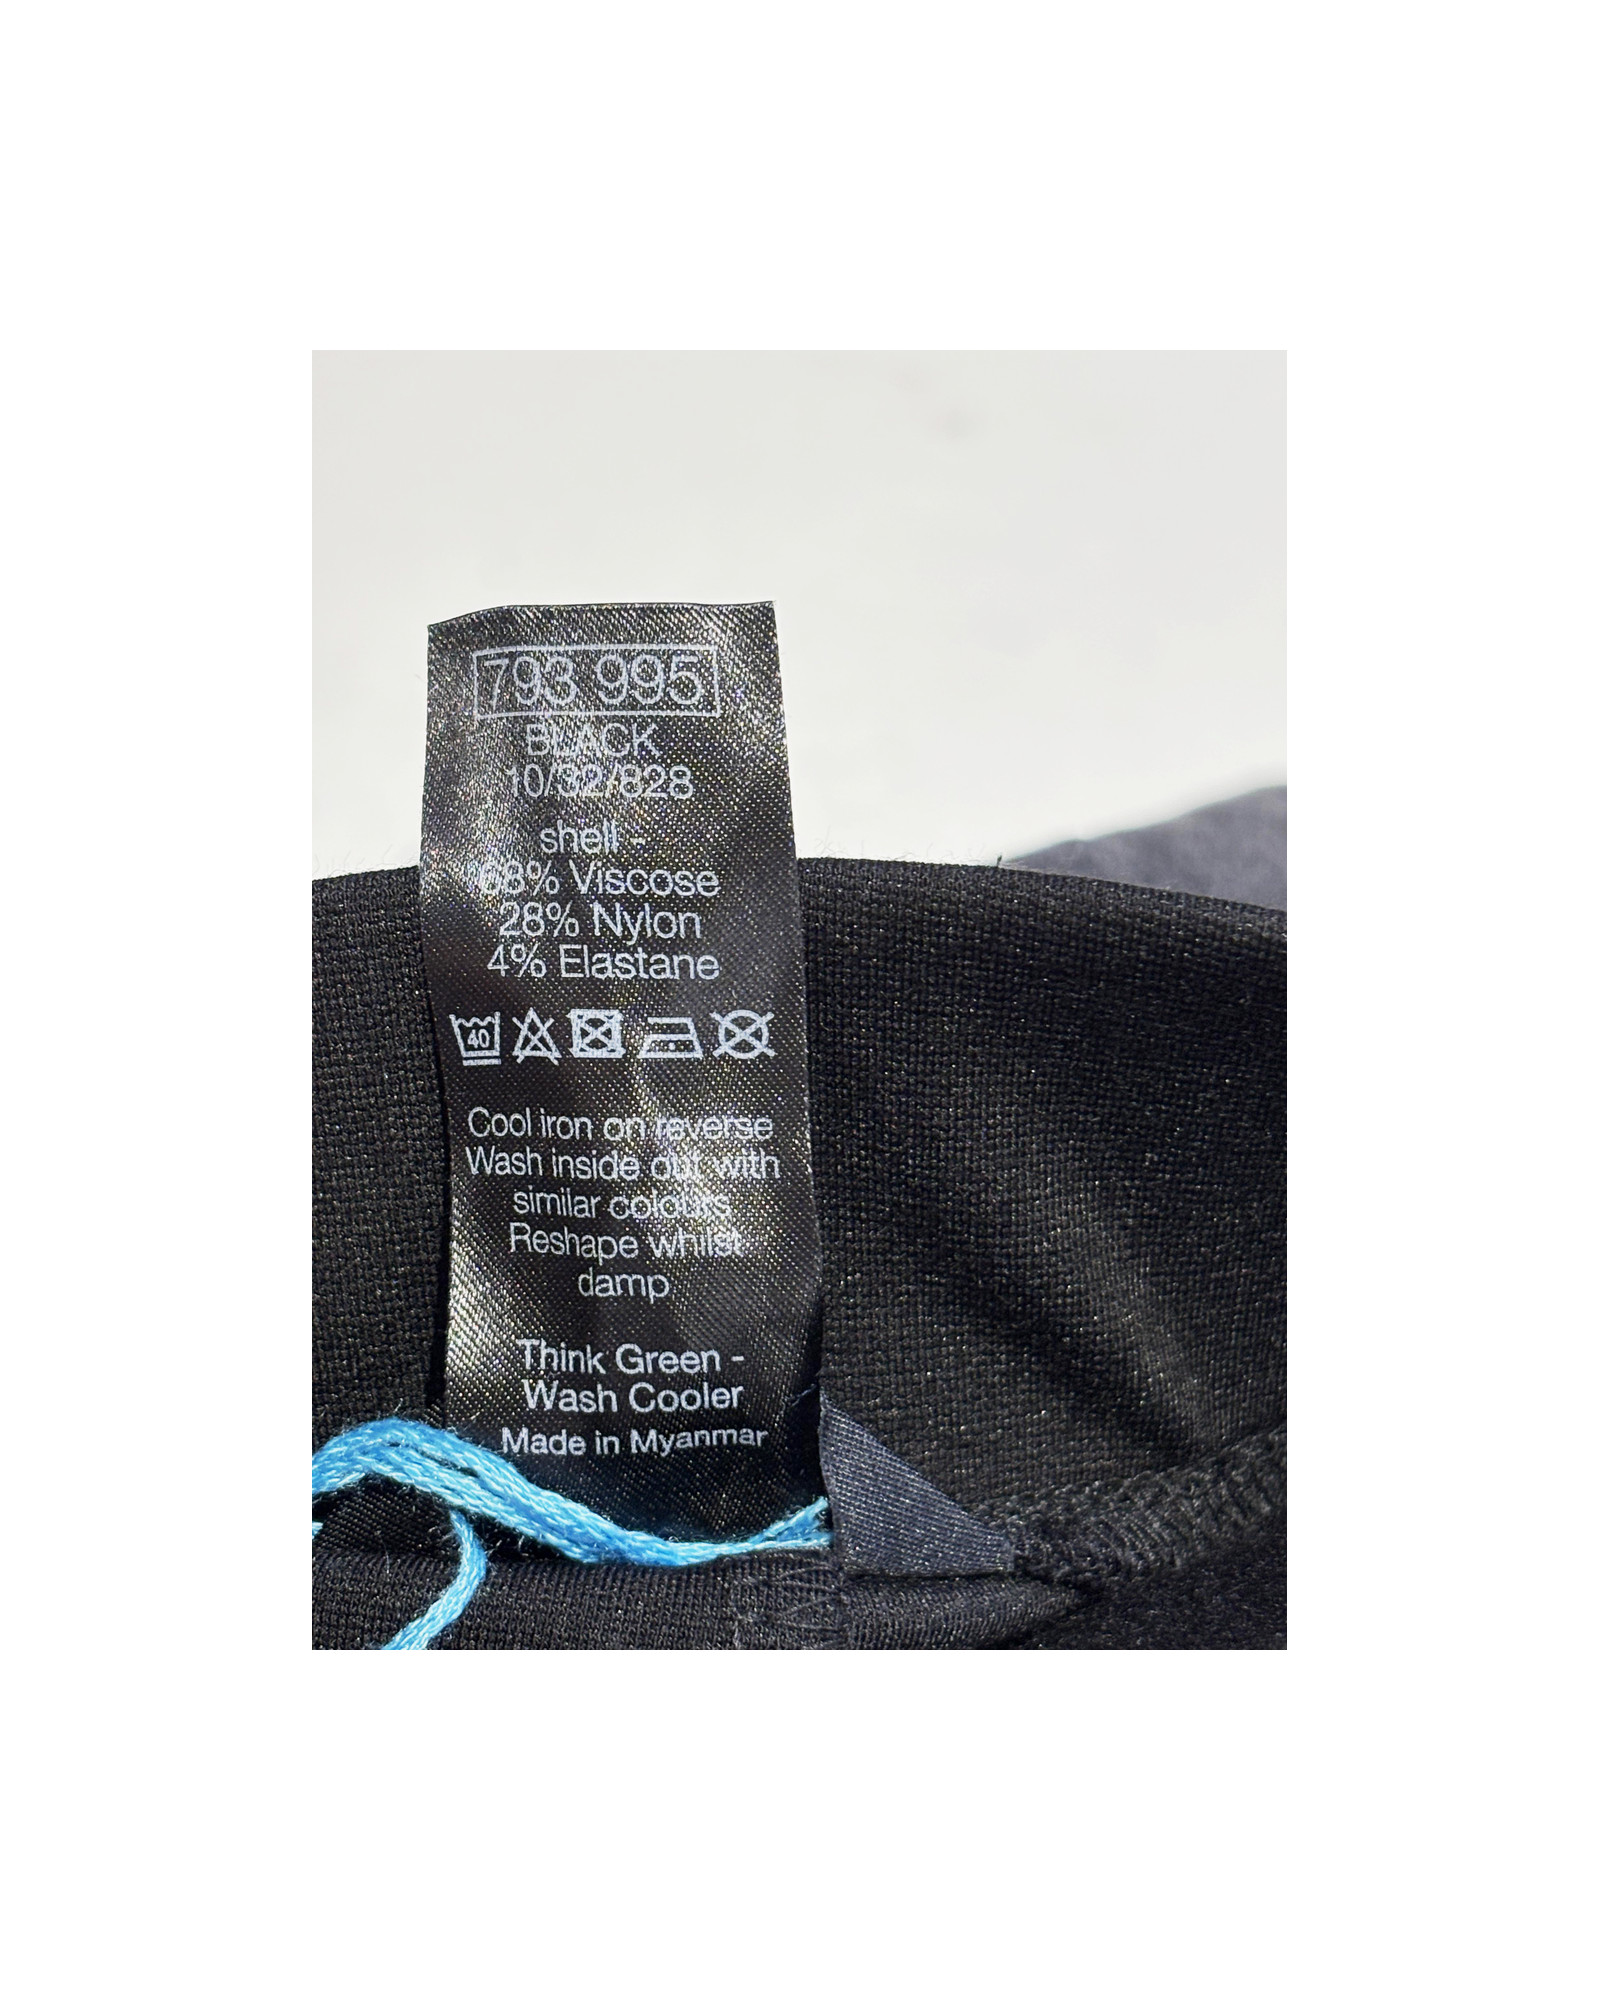 793 995
BLACK
10/32/828
shell -
68% Viscose
28% Nylon
4% Elastane
40
Cool iron on reverse
Wash inside out with
similar colours
Reshape whilst
damp
Think Green -
Wash Cooler
Made in Myanmar